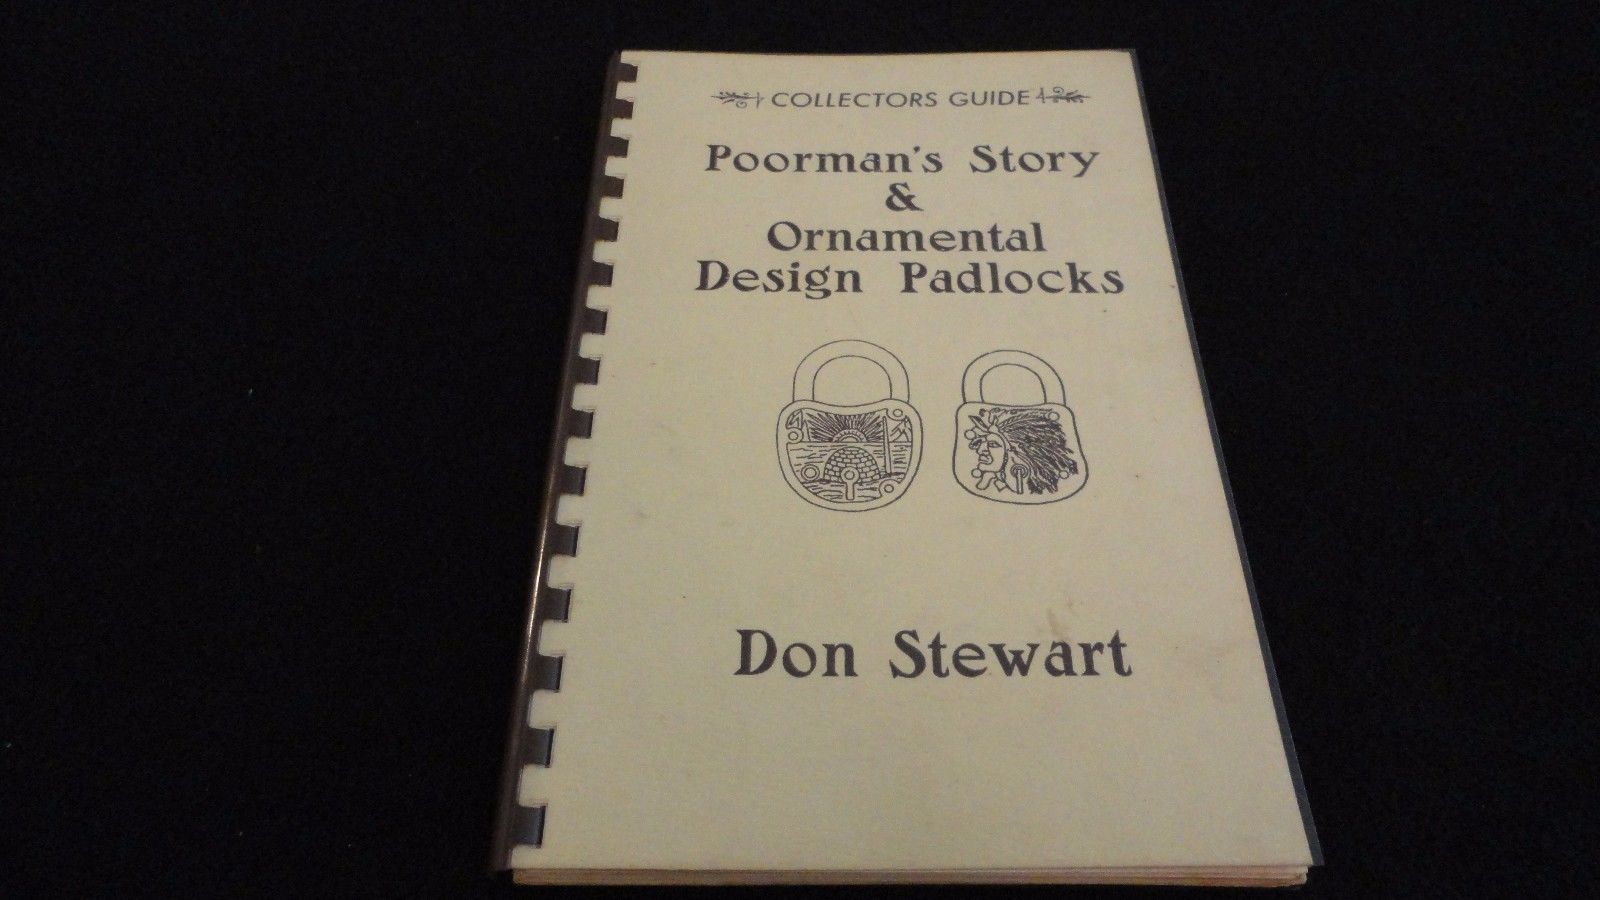 COLLECTORS GUIDE
Poorman's Story
&
Ornamental
Design Padlocks
Don Stewart